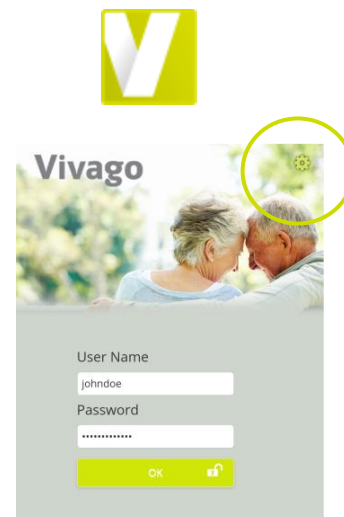 Vivago
User Name
johndoe
Password
•••••••••••••
OK